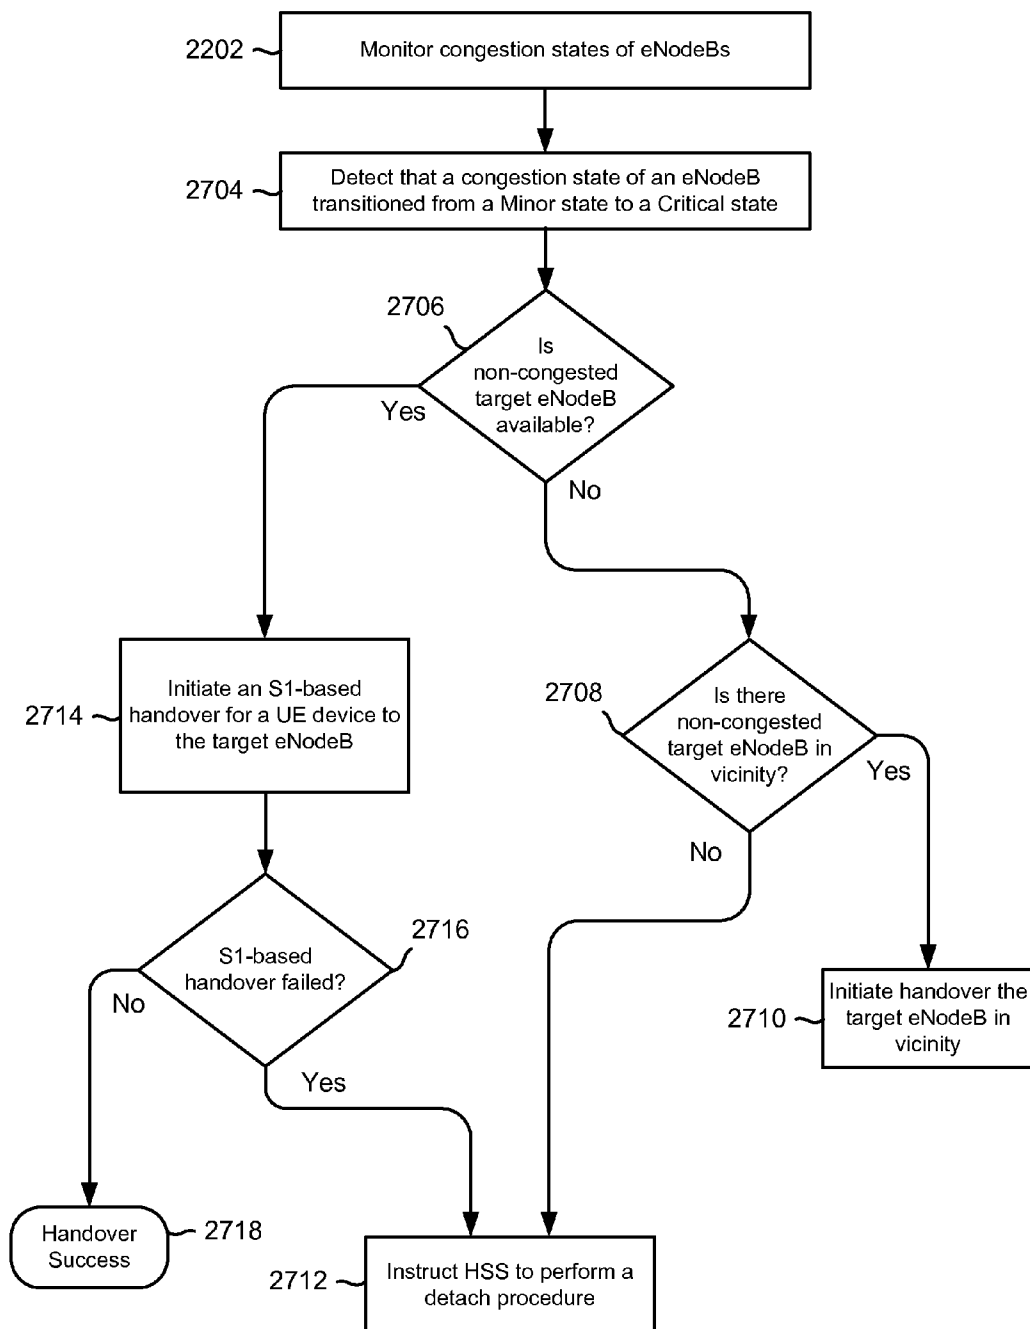 2202
Monitor congestion states of eNodeBs
2704
Detect that a congestion state of an eNodeB
transitioned from a Minor state to a Critical state
2706
Is
non-congested
target eNodeB
available?
Yes
No
2714
Initiate an S1-based
handover for a UE device to
the target eNodeB
2708
Is there
non-congested
target eNodeB in
vicinity?
Yes
No
2716
S1-based
handover failed?
No
Yes
2710
Initiate handover the
target eNodeB in
vicinity
Handover
Success
2718
2712
Instruct HSS to perform a
detach procedure